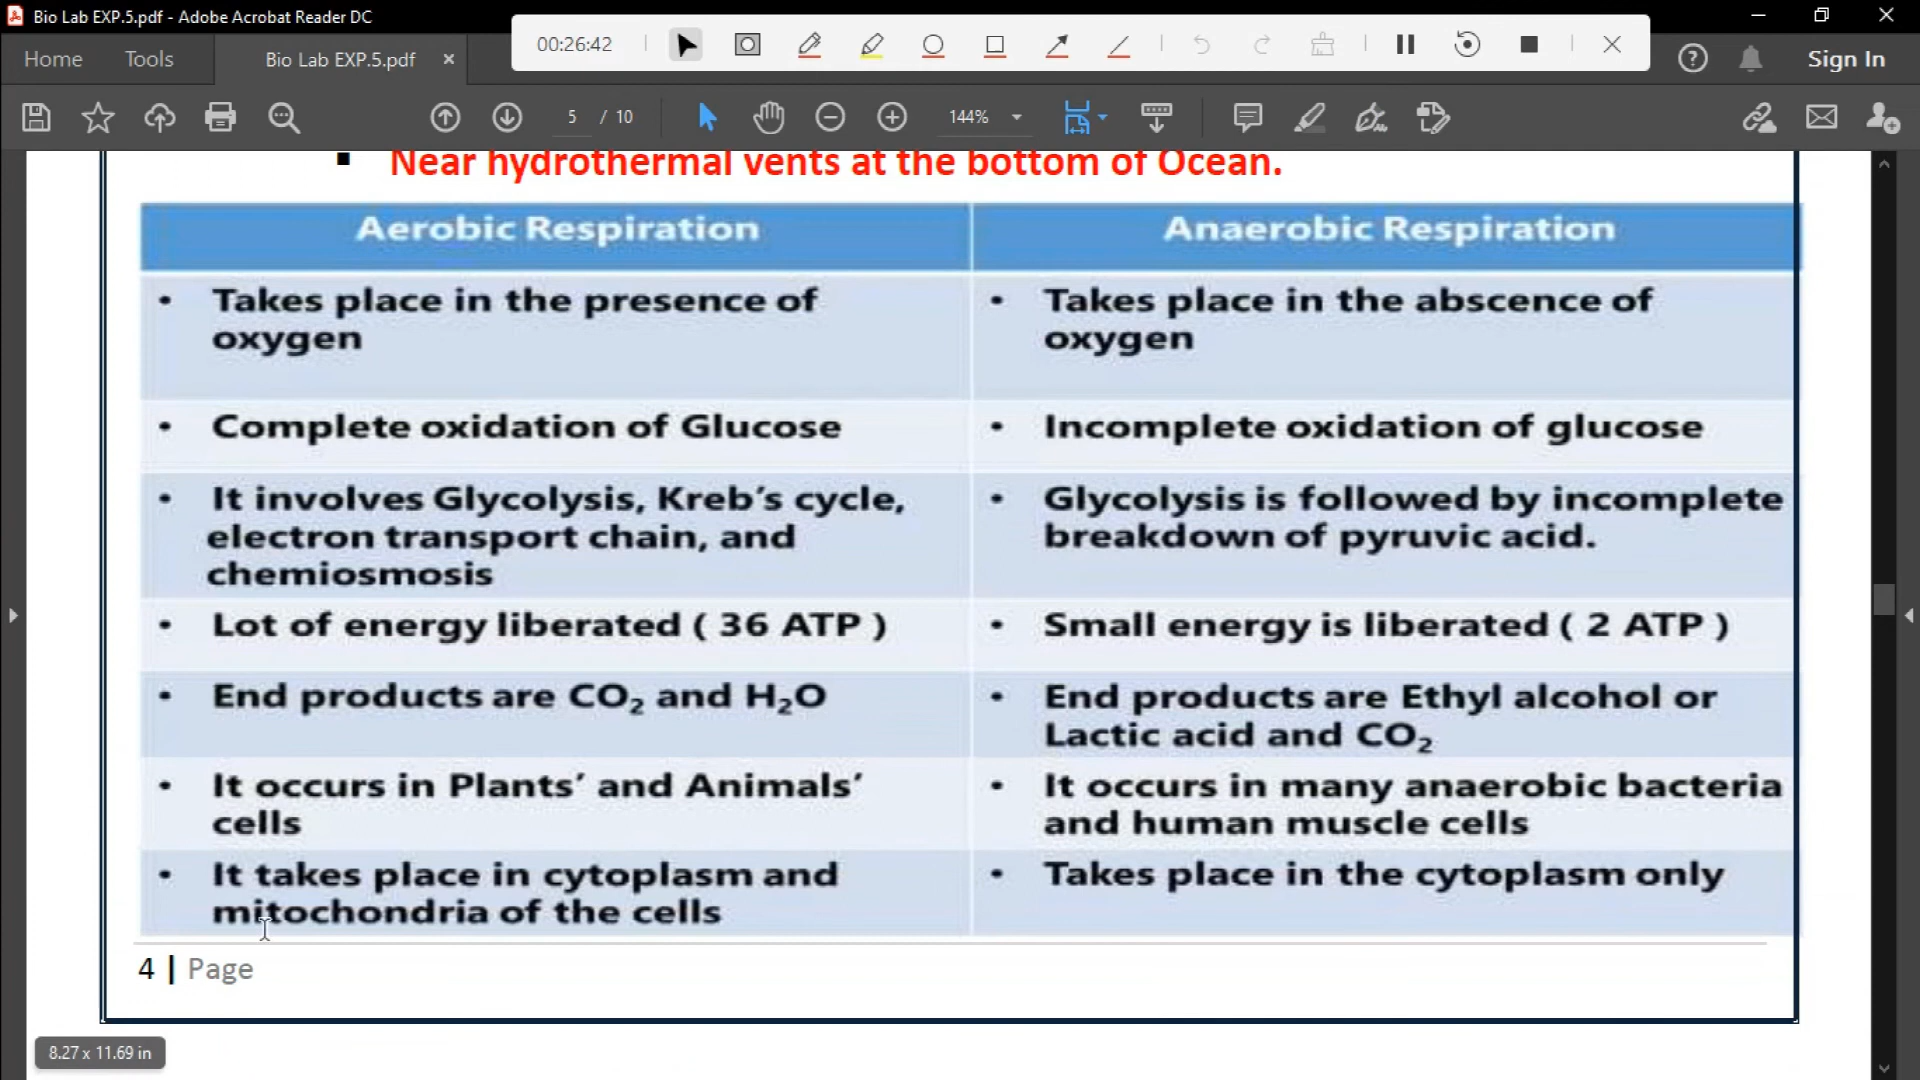 Bio Lab EXP.5.pdf - Adobe Acrobat Reader DC
00:26:42
Home Tools Bio Lab EXP.5.pdf × Sign In
5 / 10 144%
Near hydrothermal vents at the bottom of Ocean.
Aerobic Respiration
Anaerobic Respiration
• Takes place in the presence of
oxygen
• Takes place in the abscence of
oxygen
• Complete oxidation of Glucose
• Incomplete oxidation of glucose
• It involves Glycolysis, Kreb's cycle,
electron transport chain, and
chemiosmosis
• Glycolysis is followed by incomplete
breakdown of pyruvic acid.
• Lot of energy liberated ( 36 ATP )
• Small energy is liberated ( 2 ATP )
• End products are CO₂ and H₂O
• End products are Ethyl alcohol or
Lactic acid and CO₂
• It occurs in Plants' and Animals'
cells
• It occurs in many anaerobic bacteria
and human muscle cells
• It takes place in cytoplasm and
mitochondria of the cells
• Takes place in the cytoplasm only
4 | Page
8.27 x 11.69 in